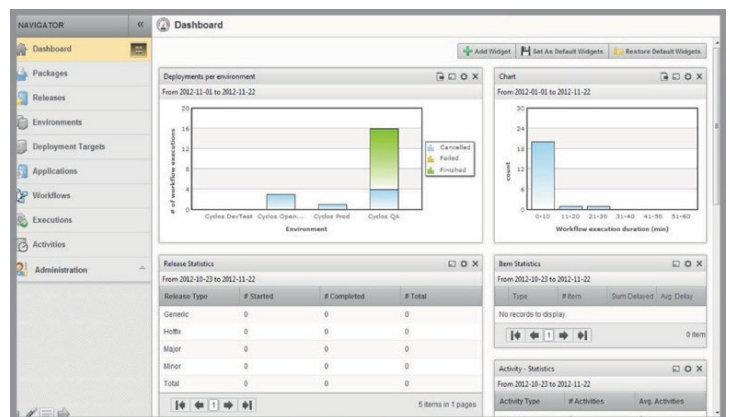 NAVIGATOR
Dashboard
Dashboard
Packages
Releases
Environments
Deployment Targets
Applications
Workflows
Executions
Activities
Administration
Add Widget Set As Default Widgets Restore Default Widgets
Deployments per environment
From 2012-11-01 to 2012-11-22
# of workflow executions
20
16
12
8
4
0
Cyclos DevTest Cyclos Open... Cyclos Prod Cyclos QA
Environment
Cancelled
Failed
Finished
Chart
From 2012-01-01 to 2012-11-22
count
30
24
18
12
6
0
0-10 11-20 21-30 31-40 41-50 51-60
Workflow execution duration (min)
Release Statistics
From 2012-10-23 to 2012-11-22
Release Type # Started # Completed # Total
Generic 0 0 0
Hotfix 0 0 0
Major 0 0 0
Minor 0 0 0
Total 0 0 0
1
5 items in 1 pages
Item Statistics
From 2012-10-23 to 2012-11-22
Type # Item Sum Delayed Avg Delay
No records to display.
1
0 item
Activity - Statistics
From 2012-10-23 to 2012-11-22
Activity Type # Activities Avg. Activities